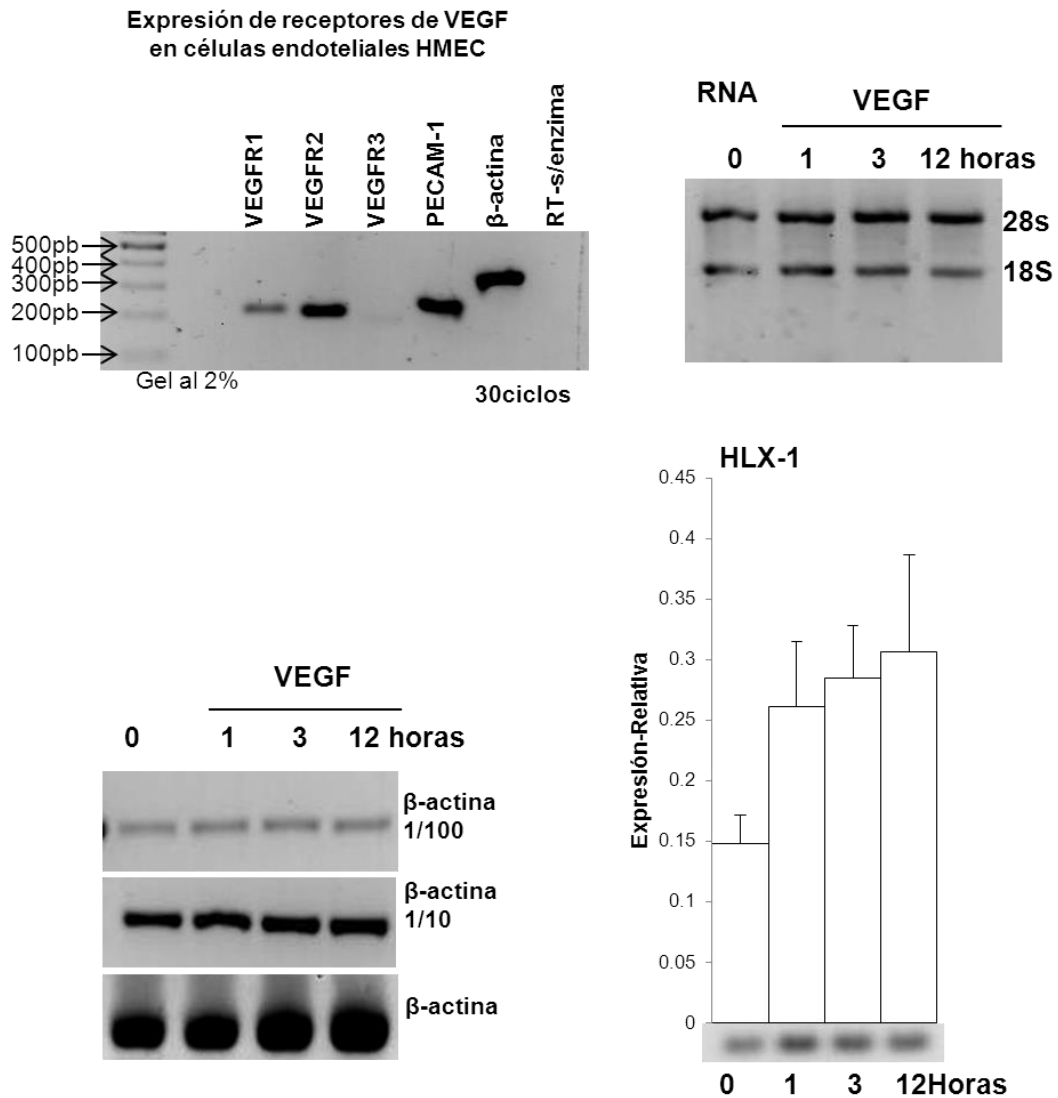 Expresión de receptores de VEGF
en células endoteliales HMEC
VEGFR1
VEGFR2
VEGFR3
PECAM-1
β-actina
RT-s/enzima
500pb
400pb
300pb
200pb
100pb
Gel al 2%
30ciclos
RNA
VEGF
0 1 3 12 horas
28s
18S
VEGF
0 1 3 12 horas
β-actina
1/100
β-actina
1/10
β-actina
HLX-1
Expresión-Relativa
0.45
0.4
0.35
0.3
0.25
0.2
0.15
0.1
0.05
0
0 1 3 12Horas